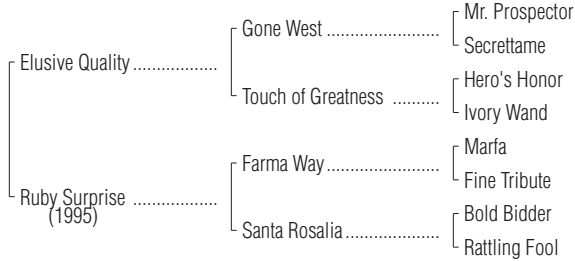 Mr. Prospector
Gone West ........................
Secrettame
Elusive Quality ..................
Hero's Honor
Touch of Greatness ..........
Ivory Wand
Marfa
Farma Way ........................
Fine Tribute
Ruby Surprise ..................
(1995)
Bold Bidder
Santa Rosalia ....................
Rattling Fool